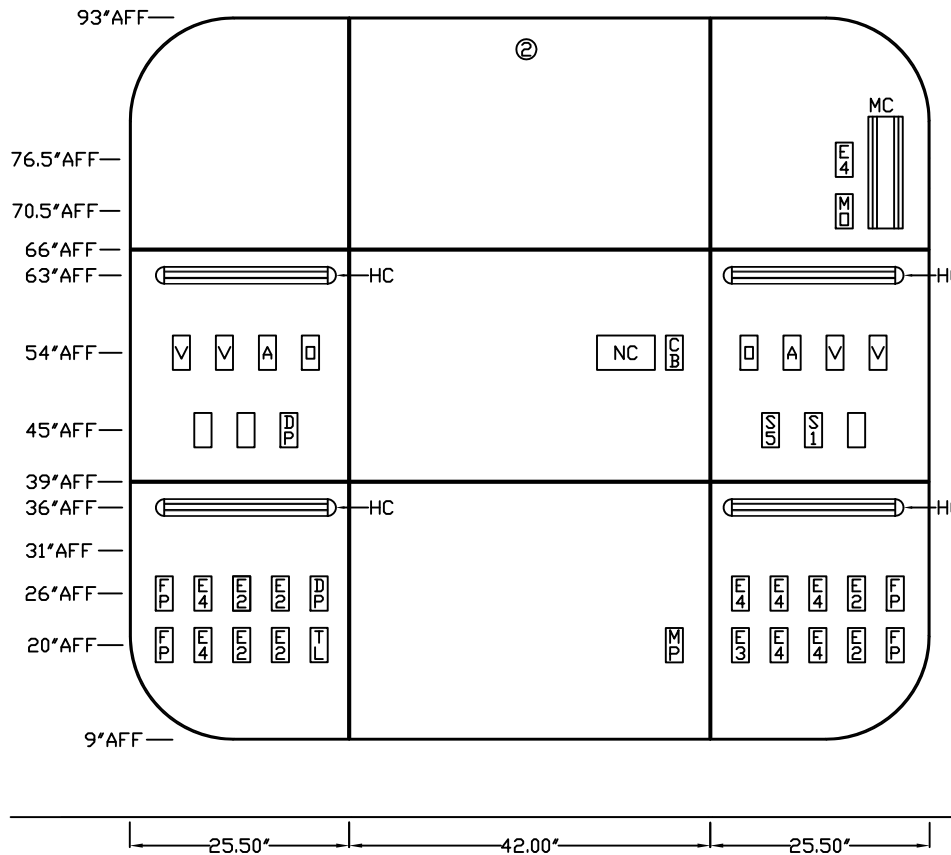 93"AFF
2
MC
76.5"AFF E4
70.5"AFF MO
66"AFF
63"AFF HC HC
54"AFF V V A O NC CB O A V V
45"AFF DP S5 S1
39"AFF
36"AFF HC HC
31"AFF
26"AFF FP E4 E2 E2 DP E4 E4 E4 E2 FP
20"AFF FP E4 E2 E2 TL MP E3 E4 E4 E2 FP
9"AFF
25.50" 42.00" 25.50"